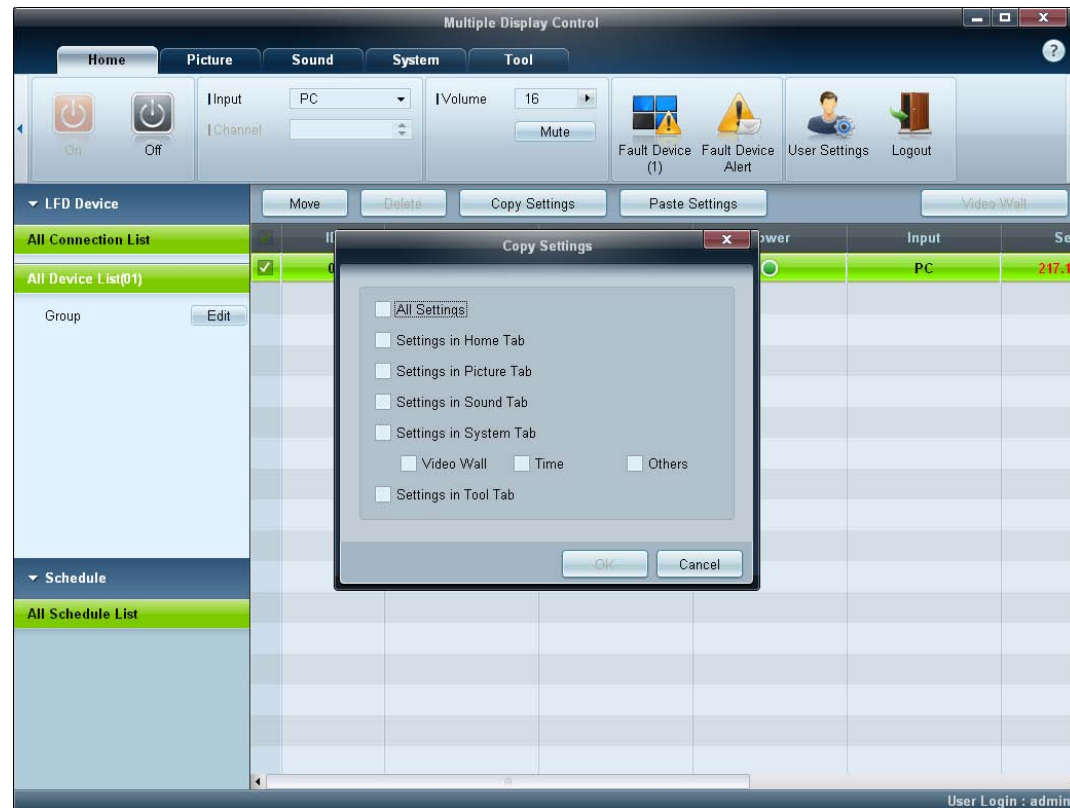 Multiple Display Control
Home Picture Sound System Tool
Input PC Volume 16
Channel Mute
On Off
Fault Device (1)
Fault Device Alert
User Settings
Logout
LFD Device
Move Delete Copy Settings Paste Settings Video Wall
All Connection List
Input
All Device List(01)
PC
Group Edit
Copy Settings
All Settings
Settings in Home Tab
Settings in Picture Tab
Settings in Sound Tab
Settings in System Tab
Video Wall Time Others
Settings in Tool Tab
OK Cancel
Schedule
All Schedule List
User Login : admin